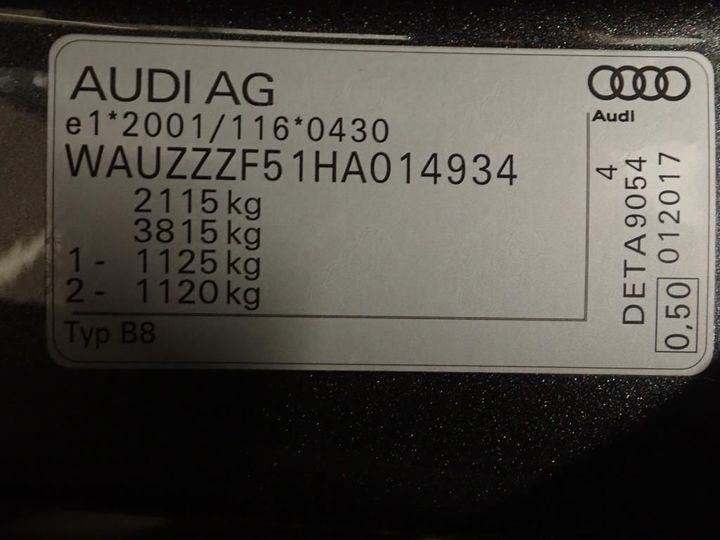 AUDI AG
e1*2001/116*0430
WAUZZZF51HA014934
2115 kg
3815 kg
1 - 1125 kg
2 - 1120 kg
Typ B8
Audi
4
DETA9054
012017
0,50